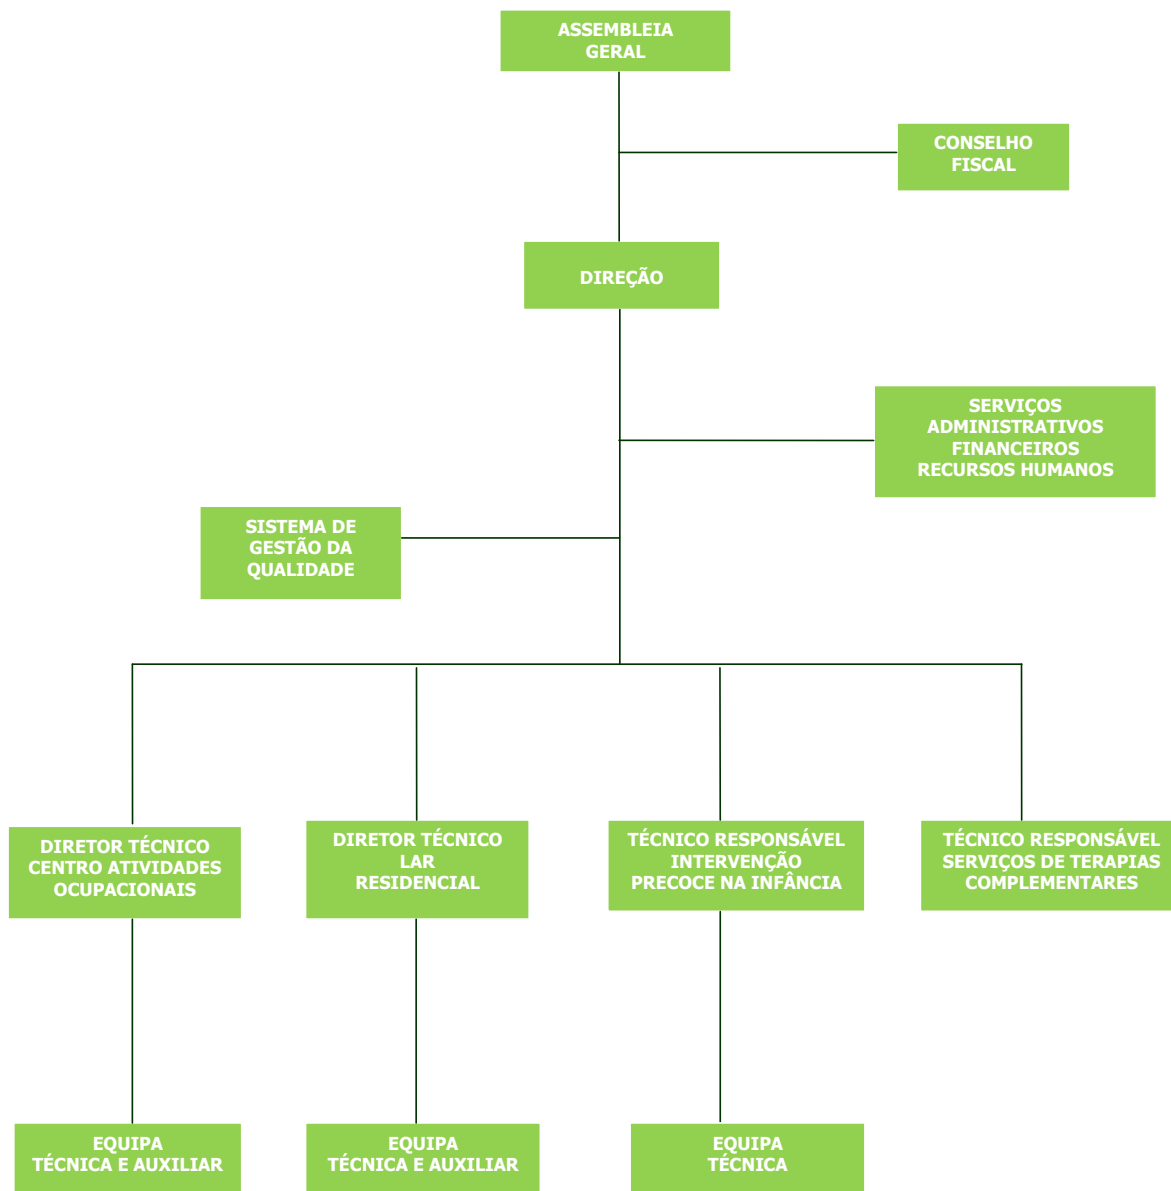 ASSEMBLEIA
GERAL
CONSELHO
FISCAL
DIREÇÃO
SERVIÇOS
ADMINISTRATIVOS
FINANCEIROS
RECURSOS HUMANOS
SISTEMA DE
GESTÃO DA
QUALIDADE
DIRETOR TÉCNICO
CENTRO ATIVIDADES
OCUPACIONAIS
DIRETOR TÉCNICO
LAR
RESIDENCIAL
TÉCNICO RESPONSÁVEL
INTERVENÇÃO
PRECOCE NA INFÂNCIA
TÉCNICO RESPONSÁVEL
SERVIÇOS DE TERAPIAS
COMPLEMENTARES
EQUIPA
TÉCNICA E AUXILIAR
EQUIPA
TÉCNICA E AUXILIAR
EQUIPA
TÉCNICA